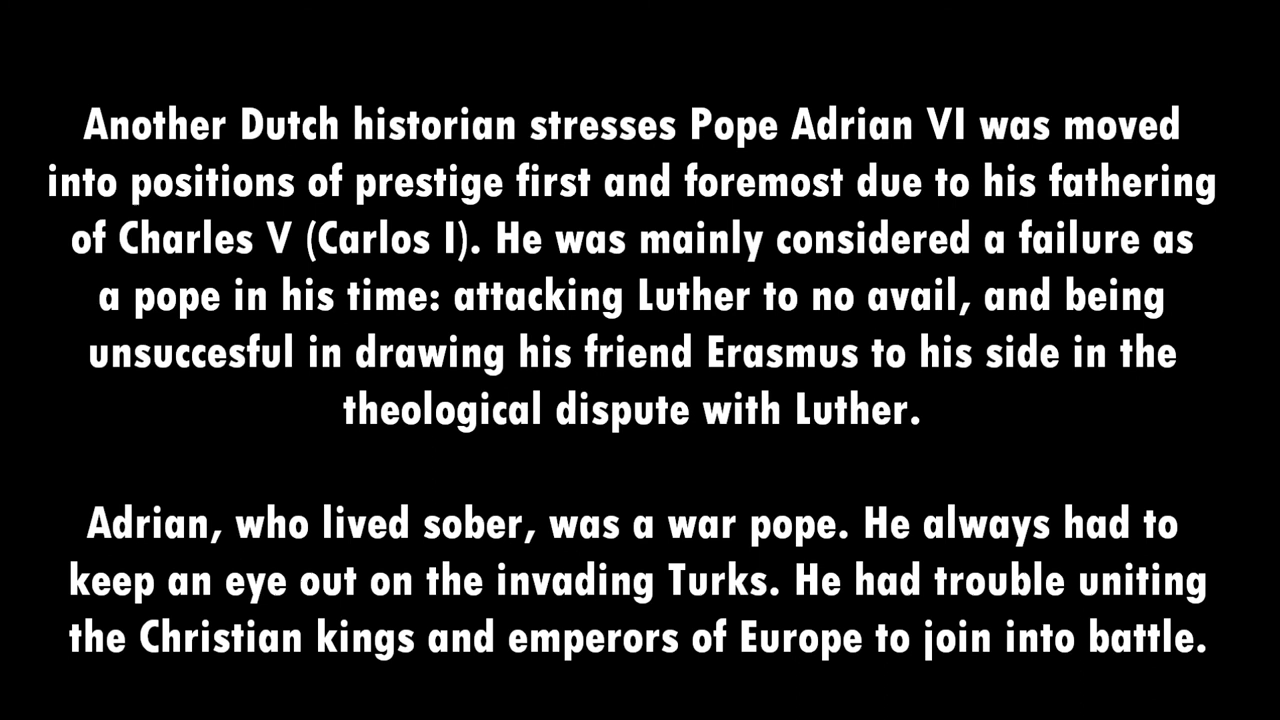 Another Dutch historian stresses Pope Adrian VI was moved
into positions of prestige first and foremost due to his fathering
of Charles V (Carlos I). He was mainly considered a failure as
a pope in his time: attacking Luther to no avail, and being
unsuccesful in drawing his friend Erasmus to his side in the
theological dispute with Luther.
Adrian, who lived sober, was a war pope. He always had to
keep an eye out on the invading Turks. He had trouble uniting
the Christian kings and emperors of Europe to join into battle.